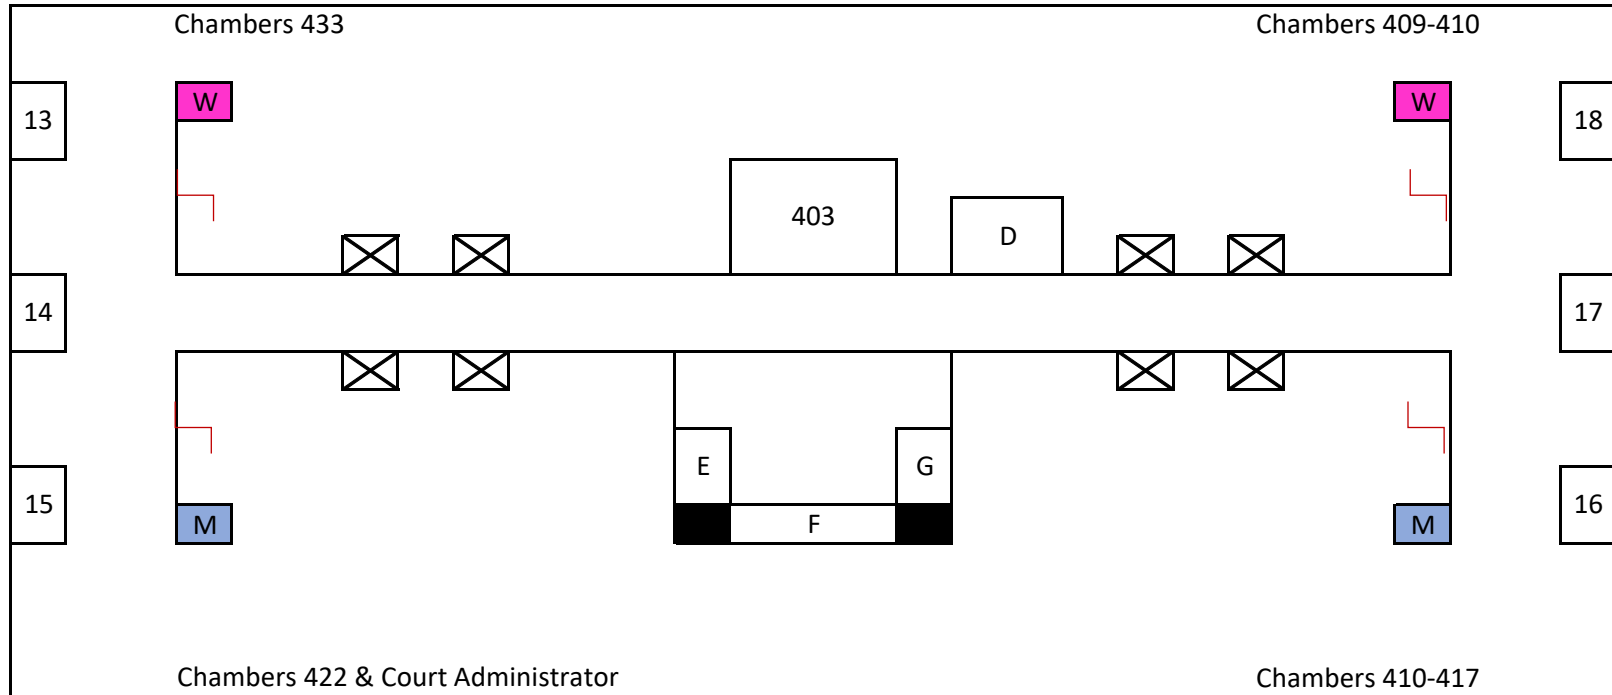 Chambers 433
Chambers 409-410
W
W
13
18
403
D
14
17
E
G
15
16
M
F
M
Chambers 422 & Court Administrator
Chambers 410-417